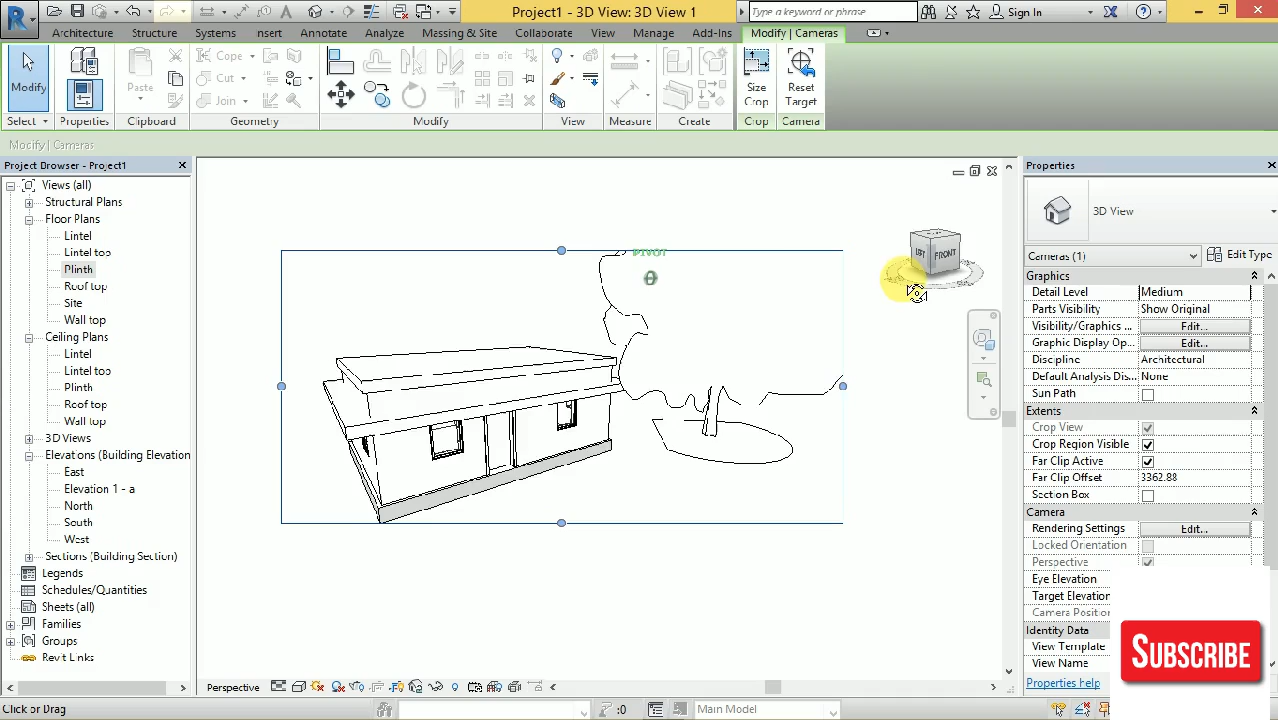 Project1 - 3D View: 3D View 1
Type a keyword or phrase
Sign In
Architecture
Structure
Systems
Insert
Annotate
Analyze
Massing & Site
Collaborate
View
Manage
Add-Ins
Modify | Cameras
Modify
Paste
Cope
Cut
Join
Size
Crop
Reset
Target
Select
Properties
Clipboard
Geometry
Modify
View
Measure
Create
Crop
Camera
Modify | Cameras
Project Browser - Project1
Views (all)
Structural Plans
Floor Plans
Lintel
Lintel top
Plinth
Roof top
Site
Wall top
Ceiling Plans
Lintel
Lintel top
Plinth
Roof top
Wall top
3D Views
Elevations (Building Elevation
East
Elevation 1 - a
North
South
West
Sections (Building Section)
Legends
Schedules/Quantities
Sheets (all)
Families
Groups
Revit Links
PIVOT
FRONT
Properties
3D View
Cameras (1)
Edit Type
Graphics
Detail Level Medium
Parts Visibility Show Original
Visibility/Graphics ... Edit...
Graphic Display Op... Edit...
Discipline Architectural
Default Analysis Dis... None
Sun Path
Extents
Crop View
Crop Region Visible
Far Clip Active
Far Clip Offset 3362.88
Section Box
Camera
Rendering Settings Edit...
Locked Orientation
Perspective
Eye Elevation
Target Elevation
Camera Position
Identity Data
View Template
View Name
Properties help
SUBSCRIBE
Perspective
Click or Drag
:0
Main Model